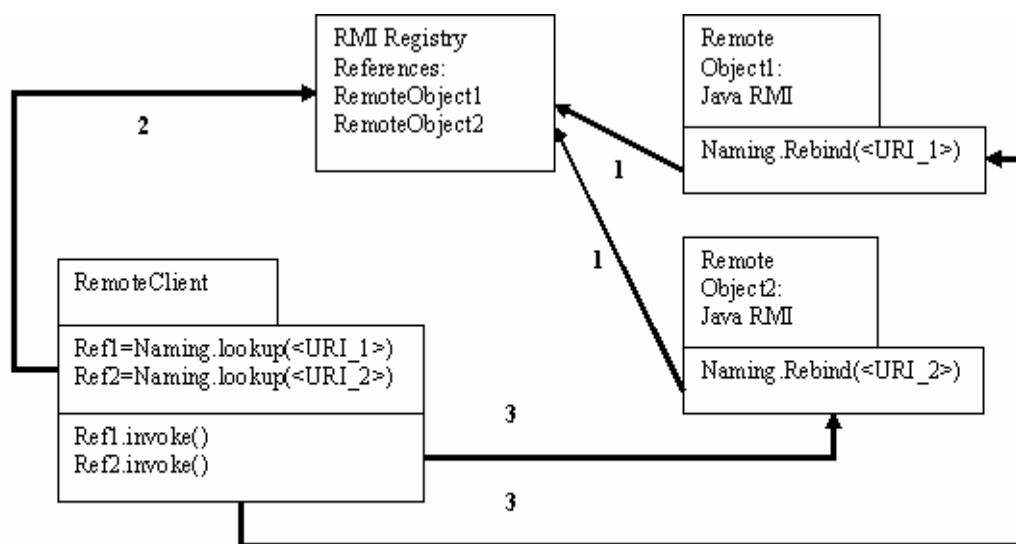 RMI Registry
References:
RemoteObject1
RemoteObject2
Remote
Object1:
Java RMI
Naming.Rebind(<URI_1>)
2
1
1
Remote
Object2:
Java RMI
Naming.Rebind(<URI_2>)
RemoteClient
Ref1=Naming.lookup(<URI_1>)
Ref2=Naming.lookup(<URI_2>)
Ref1.invoke()
Ref2.invoke()
3
3